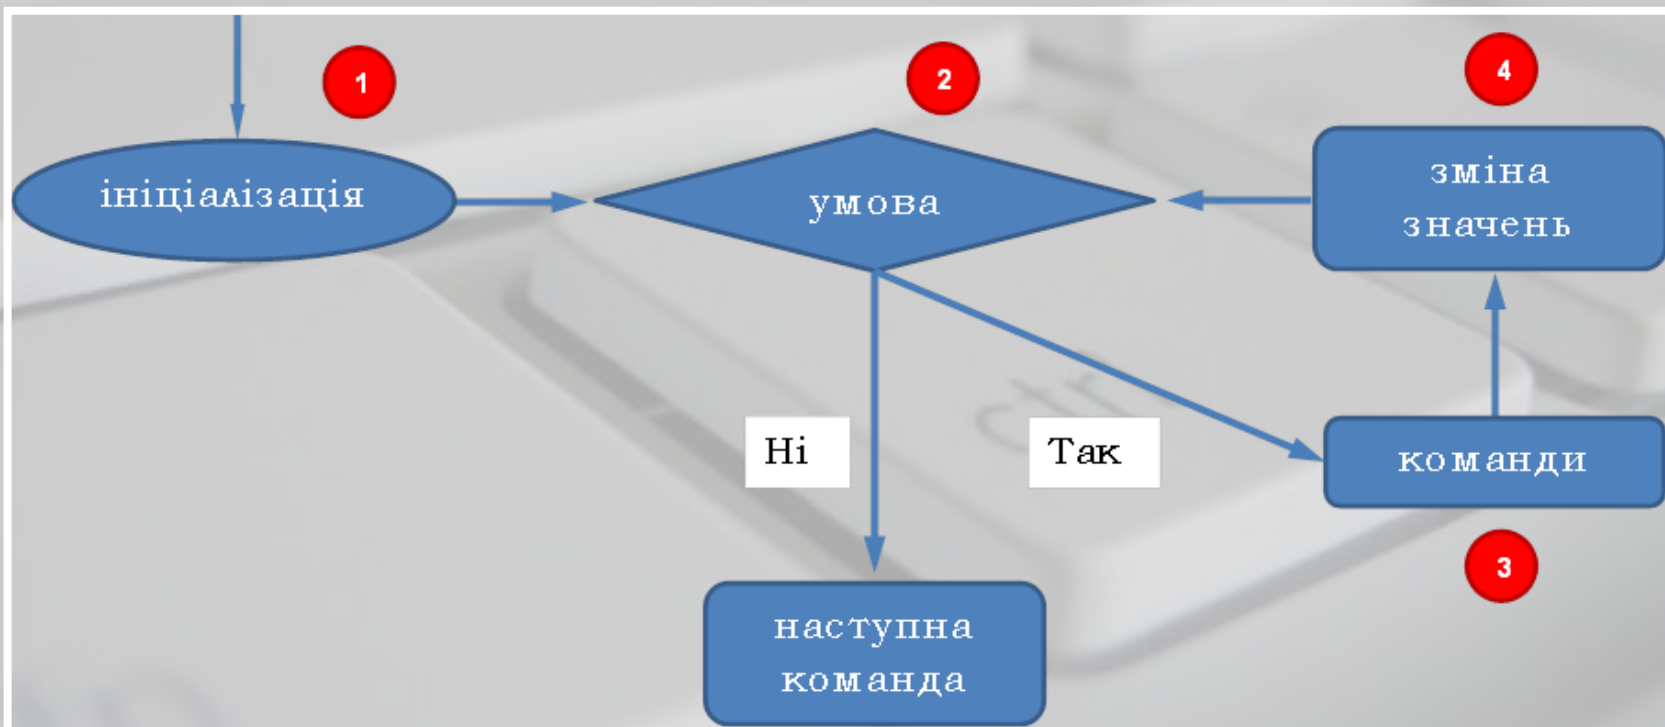 1
2
4
ініціалізація
умова
зміна
значень
Ні
Так
команди
3
наступна
команда